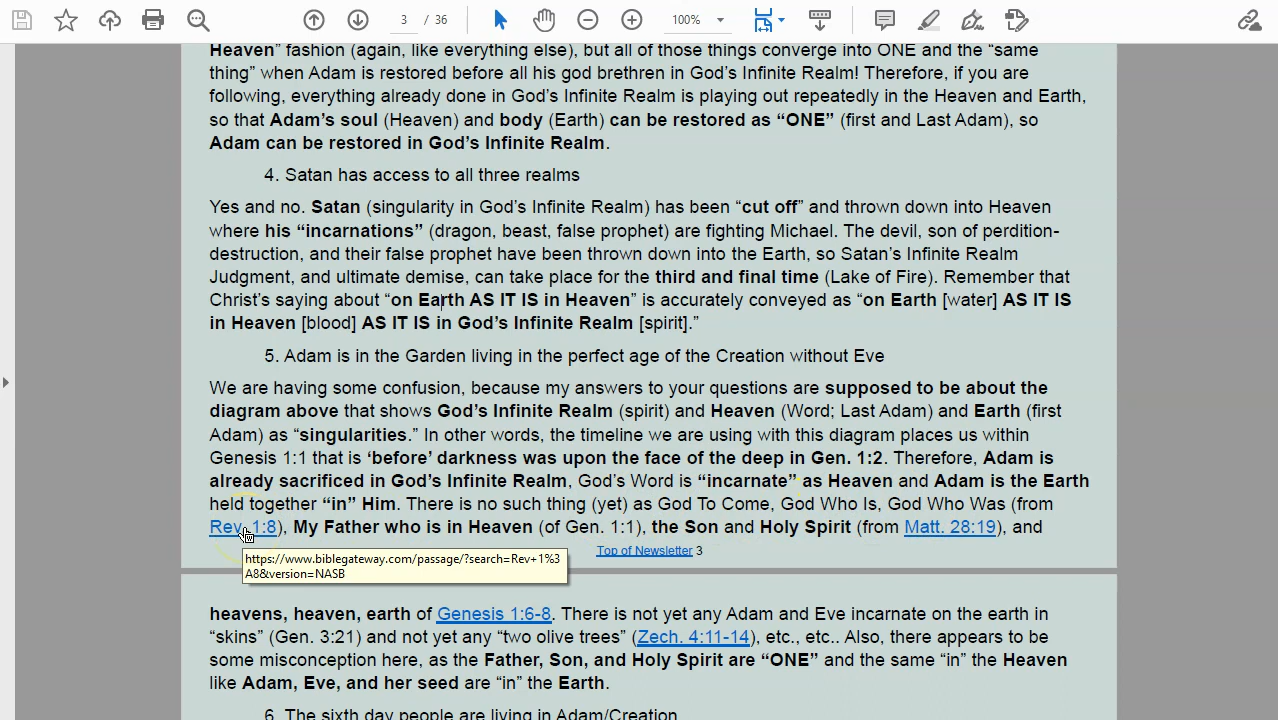 3 / 36
100%
Heaven” fashion (again, like everything else), but all of those things converge into ONE and the “same
thing” when Adam is restored before all his god brethren in God’s Infinite Realm! Therefore, if you are
following, everything already done in God’s Infinite Realm is playing out repeatedly in the Heaven and Earth,
so that Adam’s soul (Heaven) and body (Earth) can be restored as “ONE” (first and Last Adam), so
Adam can be restored in God’s Infinite Realm.
4. Satan has access to all three realms
Yes and no. Satan (singularity in God’s Infinite Realm) has been “cut off” and thrown down into Heaven
where his “incarnations” (dragon, beast, false prophet) are fighting Michael. The devil, son of perdition-
destruction, and their false prophet have been thrown down into the Earth, so Satan’s Infinite Realm
Judgment, and ultimate demise, can take place for the third and final time (Lake of Fire). Remember that
Christ’s saying about “on Earth AS IT IS in Heaven” is accurately conveyed as “on Earth [water] AS IT IS
in Heaven [blood] AS IT IS in God’s Infinite Realm [spirit].”
5. Adam is in the Garden living in the perfect age of the Creation without Eve
We are having some confusion, because my answers to your questions are supposed to be about the
diagram above that shows God’s Infinite Realm (spirit) and Heaven (Word; Last Adam) and Earth (first
Adam) as “singularities.” In other words, the timeline we are using with this diagram places us within
Genesis 1:1 that is ‘before’ darkness was upon the face of the deep in Gen. 1:2. Therefore, Adam is
already sacrificed in God’s Infinite Realm, God’s Word is “incarnate” as Heaven and Adam is the Earth
held together “in” Him. There is no such thing (yet) as God To Come, God Who Is, God Who Was (from
Rev. 1:8), My Father who is in Heaven (of Gen. 1:1), the Son and Holy Spirit (from Matt. 28:19), and
Top of Newsletter 3
https://www.biblegateway.com/passage/?search=Rev+1%3
A8&version=NASB
heavens, heaven, earth of Genesis 1:6-8. There is not yet any Adam and Eve incarnate on the earth in
“skins” (Gen. 3:21) and not yet any “two olive trees” (Zech. 4:11-14), etc., etc.. Also, there appears to be
some misconception here, as the Father, Son, and Holy Spirit are “ONE” and the same “in” the Heaven
like Adam, Eve, and her seed are “in” the Earth.
6. The sixth day people are living in Adam/Creation